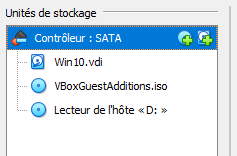 Unités de stockage
Contrôleur : SATA
Win10.vdi
VBoxGuestAdditions.iso
Lecteur de l'hôte « D: »